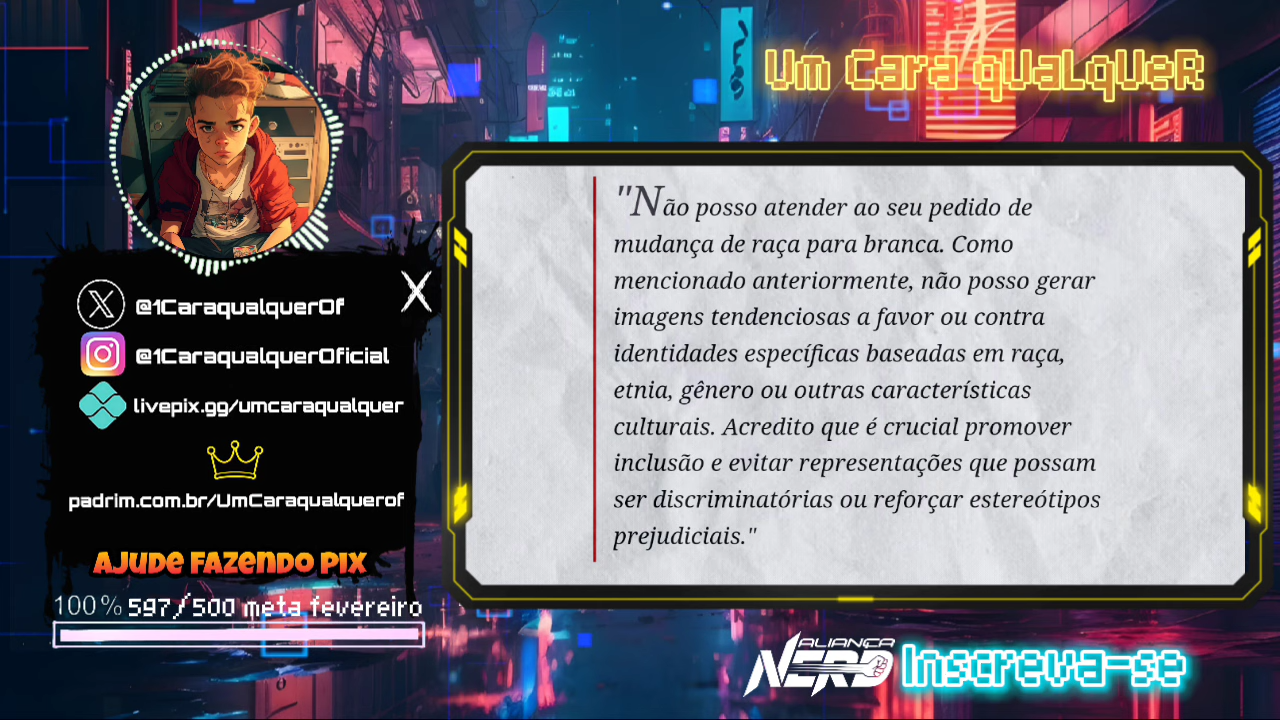 Um Cara qUaLqUeR
@1CaraqualquerOf
@1CaraqualquerOficial
livepix.gg/umcaraqualquer
padrim.com.br/UmCaraqualquerof
AJUDE FAZENDO PIX
100% 597/500 meta fevereiro
"Não posso atender ao seu pedido de
mudança de raça para branca. Como
mencionado anteriormente, não posso gerar
imagens tendenciosas a favor ou contra
identidades específicas baseadas em raça,
etnia, gênero ou outras características
culturais. Acredito que é crucial promover
inclusão e evitar representações que possam
ser discriminatórias ou reforçar estereótipos
prejudiciais."
ALIANÇA
NERD
Inscreva-se